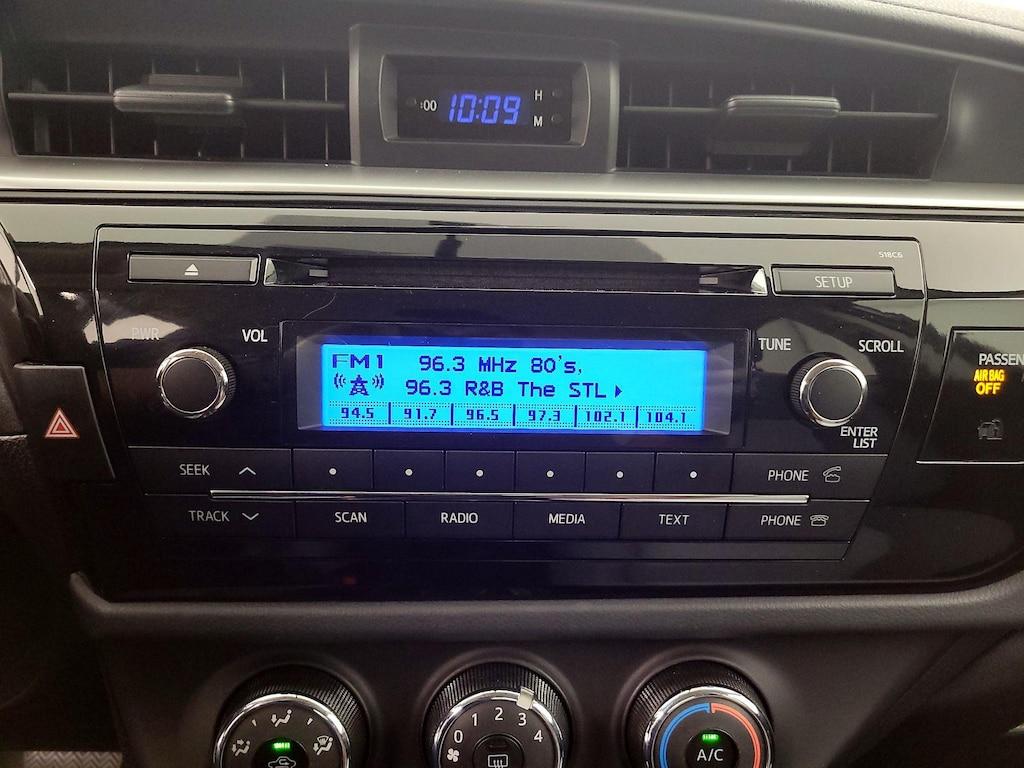 :00 10:09 H
M
518C6
SETUP
PWR VOL
TUNE SCROLL
FM1 96.3 MHz 80's,
96.3 R&B The STL
94.5 91.7 96.5 97.3 102.1 104.1
ENTER
LIST
PASSEN
AIR BAG
OFF
SEEK
PHONE
TRACK SCAN RADIO MEDIA TEXT PHONE
0 1 2 3 4
A/C